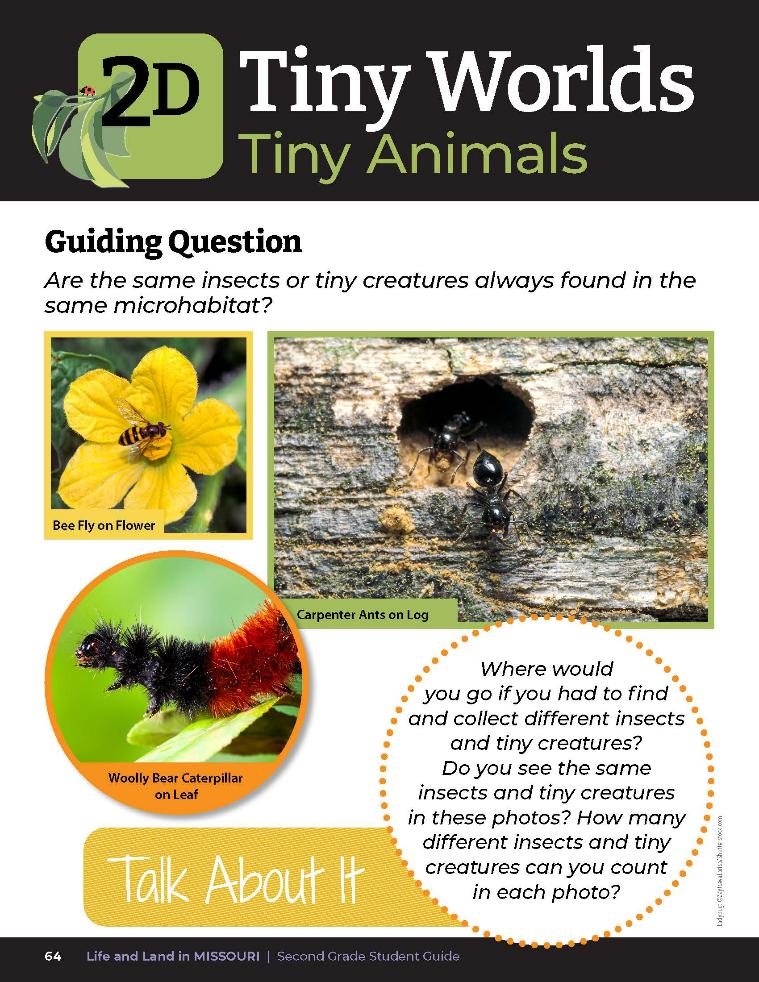 2D
Tiny Worlds
Tiny Animals
Guiding Question
Are the same insects or tiny creatures always found in the
same microhabitat?
Bee Fly on Flower
Carpenter Ants on Log
Woolly Bear Caterpillar
on Leaf
Where would
you go if you had to find
and collect different insects
and tiny creatures?
Do you see the same
insects and tiny creatures
in these photos? How many
different insects and tiny
creatures can you count
in each photo?
Talk About It
64 Life and Land in MISSOURI | Second Grade Student Guide